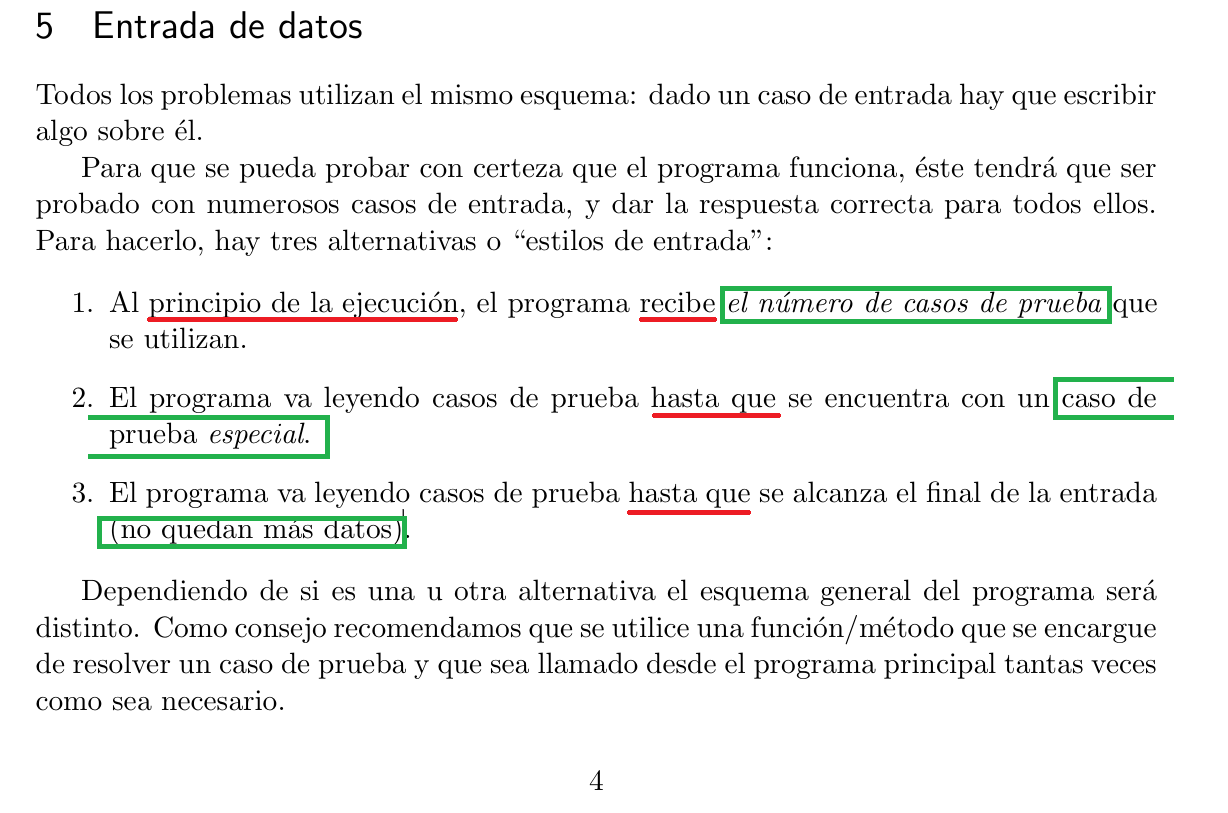 5 Entrada de datos
Todos los problemas utilizan el mismo esquema: dado un caso de entrada hay que escribir
algo sobre él.
Para que se pueda probar con certeza que el programa funciona, éste tendrá que ser
probado con numerosos casos de entrada, y dar la respuesta correcta para todos ellos.
Para hacerlo, hay tres alternativas o “estilos de entrada”:
1. Al principio de la ejecución, el programa recibe el número de casos de prueba que
se utilizan.
2. El programa va leyendo casos de prueba hasta que se encuentra con un caso de
prueba especial.
3. El programa va leyendo casos de prueba hasta que se alcanza el final de la entrada
(no quedan más datos).
Dependiendo de si es una u otra alternativa el esquema general del programa será
distinto. Como consejo recomendamos que se utilice una función/método que se encargue
de resolver un caso de prueba y que sea llamado desde el programa principal tantas veces
como sea necesario.
4